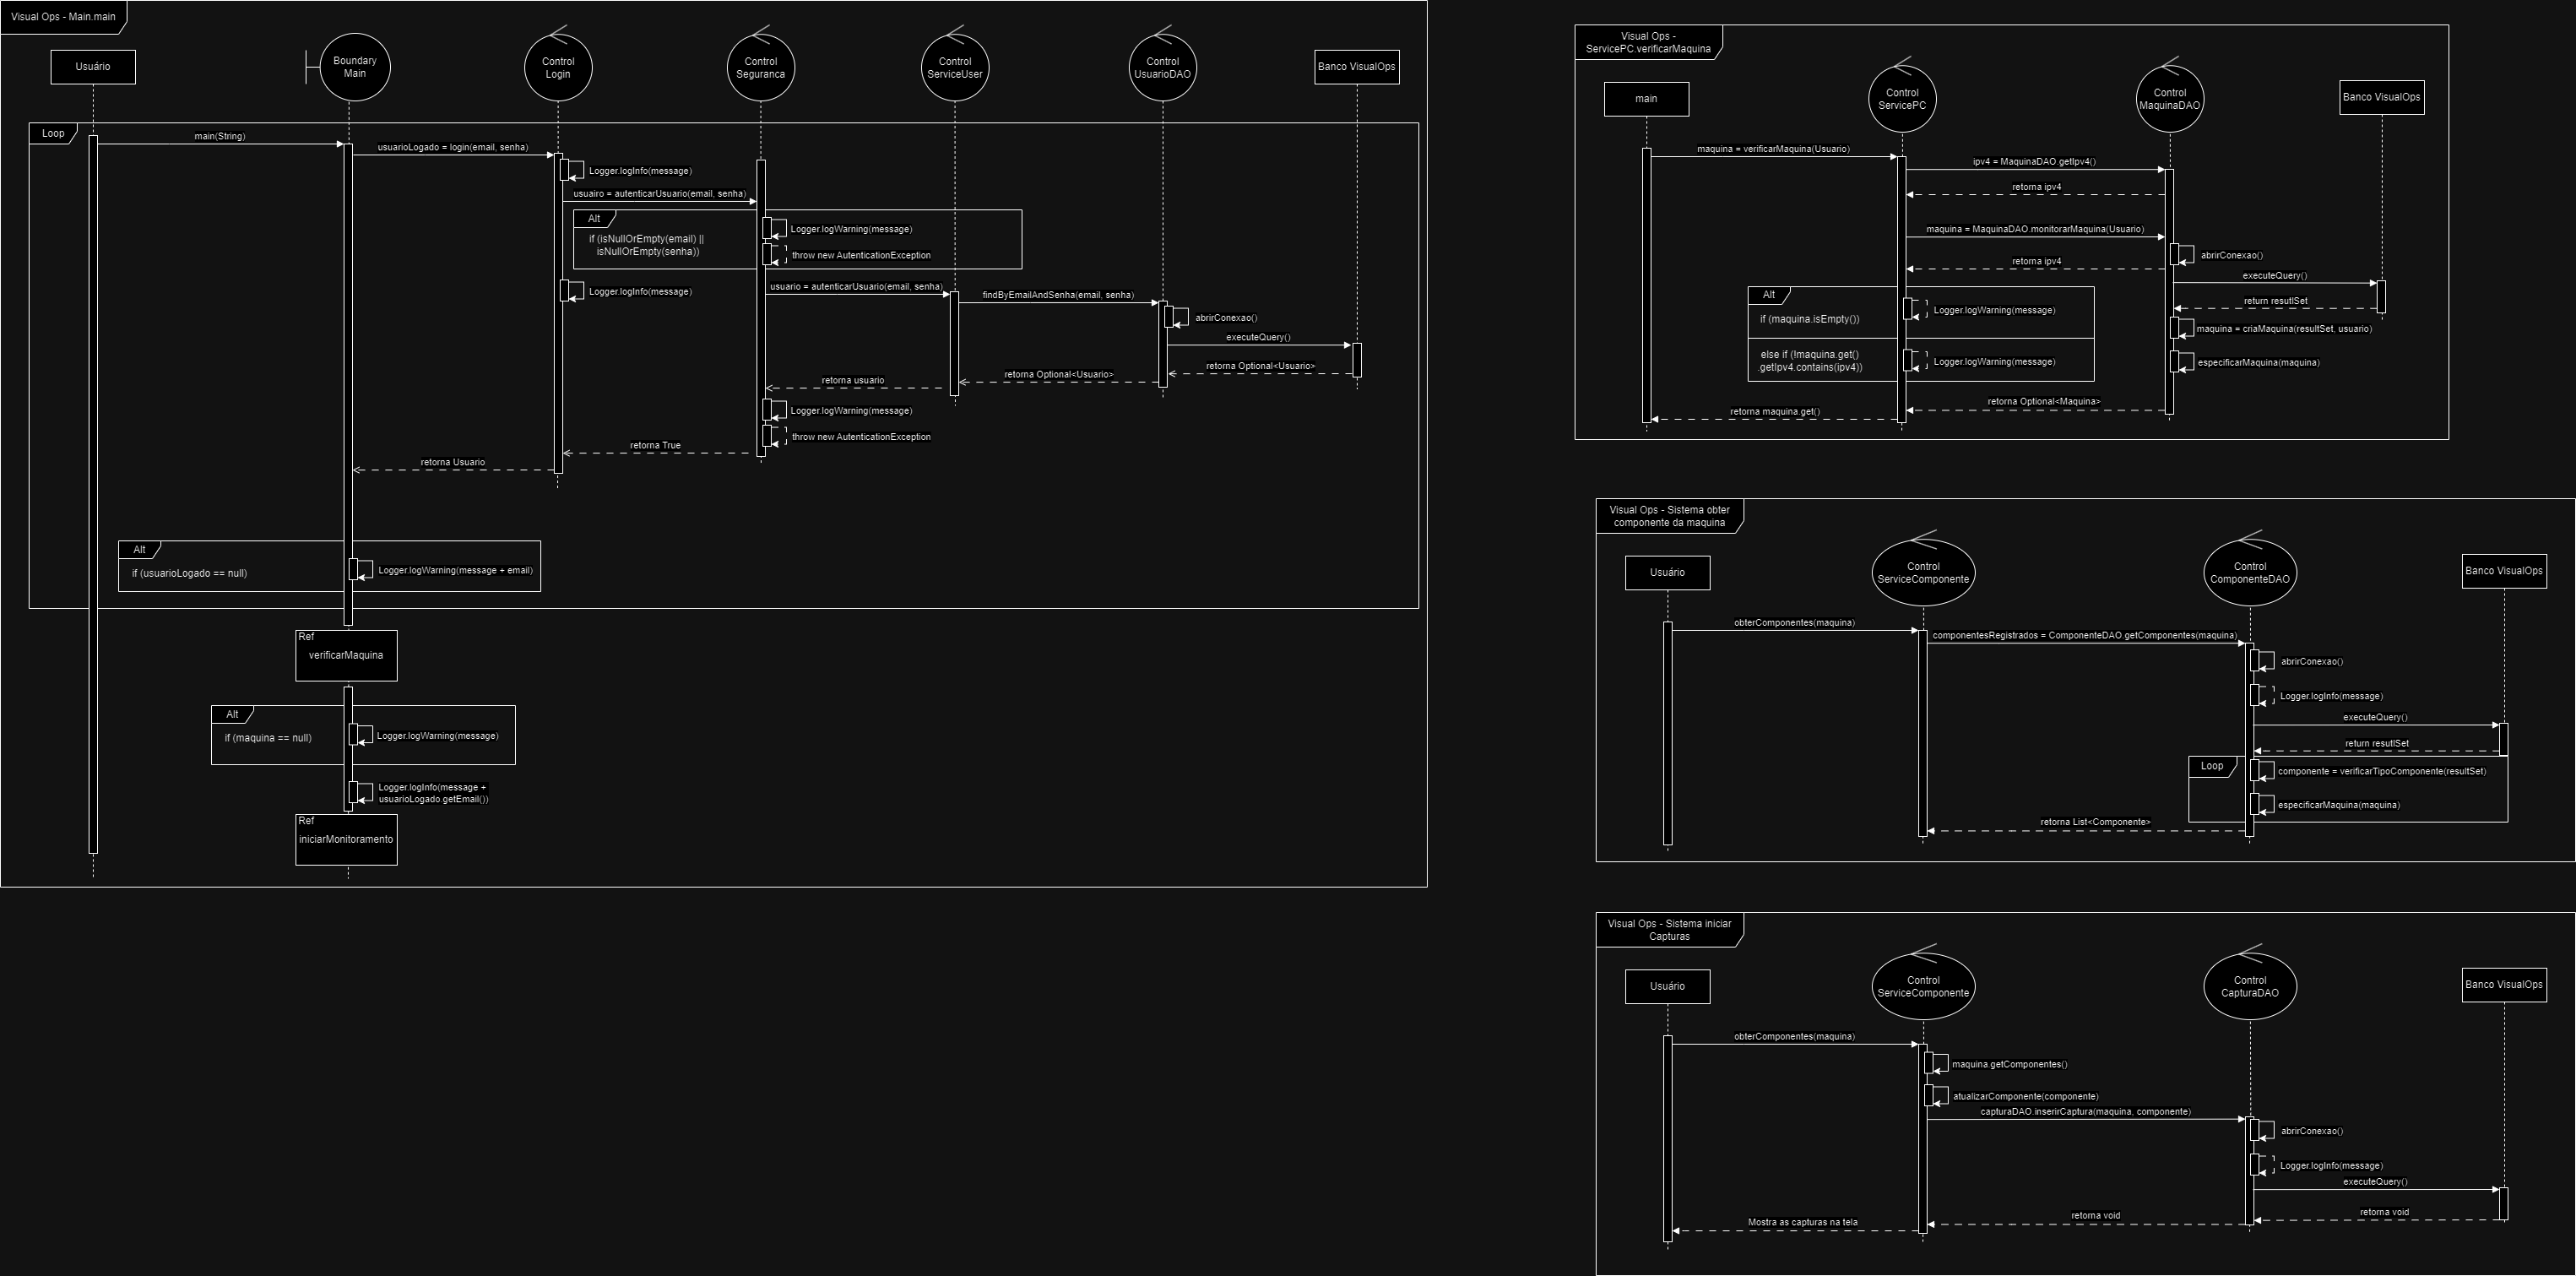 Visual Ops - Main.main
Usuário
Boundary
Main
Control
Login
Control
Seguranca
Control
ServiceUser
Control
UsuarioDAO
Banco VisualOps
Loop
main(String)
usuarioLogado = login(email, senha)
Logger.logInfo(message)
usuairo = autenticarUsuario(email, senha)
Alt
if (isNullOrEmpty(email) ||
isNullOrEmpty(senha))
Logger.logWarning(message)
throw new AutenticationException
Logger.logInfo(message)
usuario = autenticarUsuario(email, senha)
findByEmailAndSenha(email, senha)
abrirConexao()
executeQuery()
retorna Optional<Usuario>
retorna Optional<Usuario>
retorna usuario
Logger.logWarning(message)
throw new AutenticationException
retorna True
retorna Usuario
Alt
if (usuarioLogado == null)
Logger.logWarning(message + email)
Ref
verificarMaquina
Alt
if (maquina == null)
Logger.logWarning(message)
Logger.logInfo(message +
usuarioLogado.getEmail())
Ref
iniciarMonitoramento
Visual Ops -
ServicePC.verificarMaquina
main
Control
ServicePC
Control
MaquinaDAO
Banco VisualOps
maquina = verificarMaquina(Usuario)
ipv4 = MaquinaDAO.getIpv4()
retorna ipv4
maquina = MaquinaDAO.monitorarMaquina(Usuario)
abrirConexao()
retorna ipv4
executeQuery()
Alt
if (maquina.isEmpty())
Logger.logWarning(message)
return resutlSet
maquina = criaMaquina(resultSet, usuario)
else if (!maquina.get()
.getIpv4.contains(ipv4))
Logger.logWarning(message)
especificarMaquina(maquina)
retorna Optional<Maquina>
retorna maquina.get()
Visual Ops - Sistema obter
componente da maquina
Usuário
Control
ServiceComponente
Control
ComponenteDAO
Banco VisualOps
obterComponentes(maquina)
componentesRegistrados = ComponenteDAO.getComponentes(maquina)
abrirConexao()
Logger.logInfo(message)
executeQuery()
return resutlSet
Loop
componente = verificarTipoComponente(resultSet)
especificarMaquina(maquina)
retorna List<Componente>
Visual Ops - Sistema iniciar
Capturas
Usuário
Control
ServiceComponente
Control
CapturaDAO
Banco VisualOps
obterComponentes(maquina)
maquina.getComponentes()
atualizarComponente(componente)
capturaDAO.inserirCaptura(maquina, componente)
abrirConexao()
Logger.logInfo(message)
executeQuery()
retorna void
retorna void
Mostra as capturas na tela